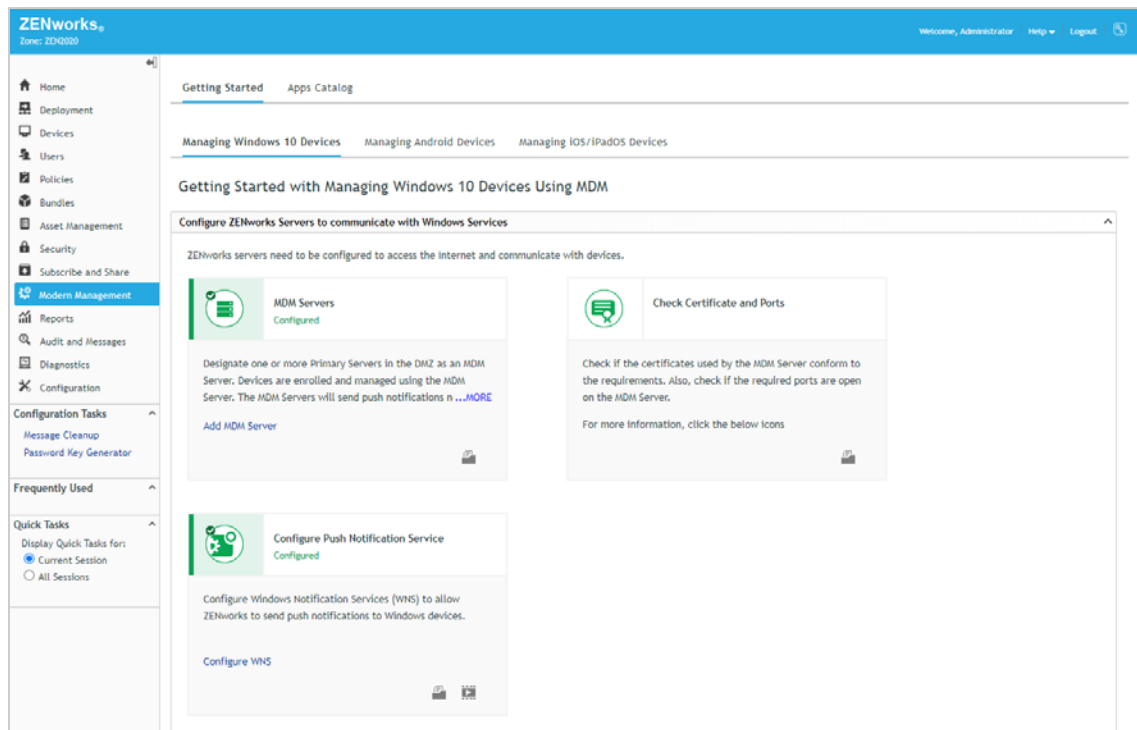 ZENworks®
Zone: ZEN2020
Welcome, Administrator Help Logout
Home
Deployment
Devices
Users
Policies
Bundles
Asset Management
Security
Subscribe and Share
Modern Management
Reports
Audit and Messages
Diagnostics
Configuration
Configuration Tasks
Message Cleanup
Password Key Generator
Frequently Used
Quick Tasks
Display Quick Tasks for:
Current Session
All Sessions
Getting Started Apps Catalog
Managing Windows 10 Devices Managing Android Devices Managing iOS/iPadOS Devices
Getting Started with Managing Windows 10 Devices Using MDM
Configure ZENworks Servers to communicate with Windows Services
ZENworks servers need to be configured to access the internet and communicate with devices.
MDM Servers
Configured
Designate one or more Primary Servers in the DMZ as an MDM
Server. Devices are enrolled and managed using the MDM
Server. The MDM Servers will send push notifications n ...MORE
Add MDM Server
Check Certificate and Ports
Check if the certificates used by the MDM Server conform to
the requirements. Also, check if the required ports are open
on the MDM Server.
For more information, click the below icons
Configure Push Notification Service
Configured
Configure Windows Notification Services (WNS) to allow
ZENworks to send push notifications to Windows devices.
Configure WNS